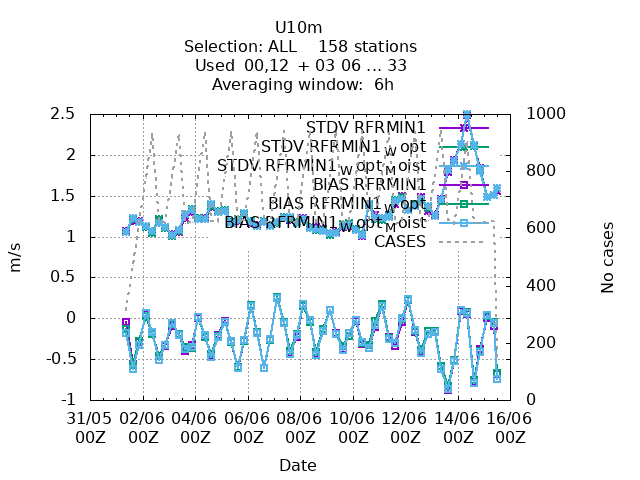 U10m
Selection: ALL    158 stations
Used  00,12  + 03 06 ... 33
Averaging window:  6h
2.5
2
1.5
1
0.5
0
-0.5
-1
m/s
1000
800
600
400
200
0
No cases
STDV RFRMIN1
STDV RFRMIN1_W opt
STDV RFRMIN1_W opt_M oist
BIAS RFRMIN1
BIAS RFRMIN1_W opt
BIAS RFRMIN1_W opt_M oist
CASES
31/05 02/06 04/06 06/06 08/06 10/06 12/06 14/06 16/06
00Z 00Z 00Z 00Z 00Z 00Z 00Z 00Z 00Z
Date